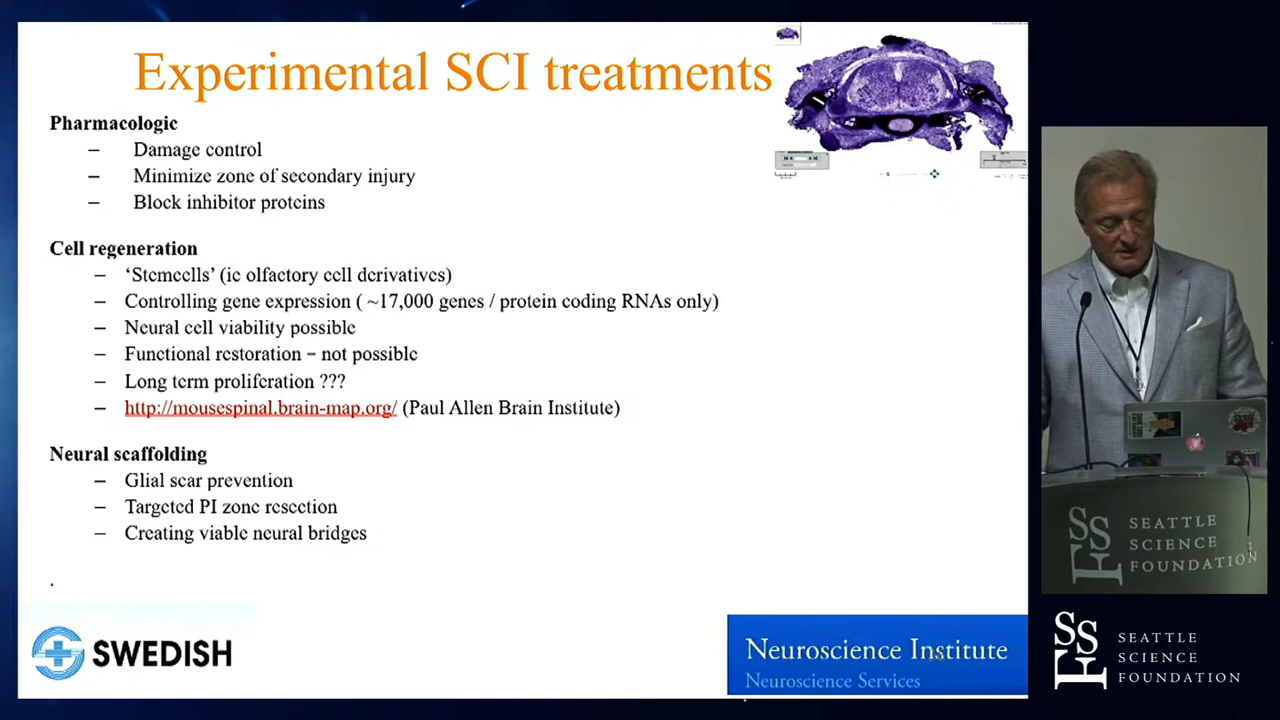 Experimental SCI treatments
Pharmacologic
– Damage control
– Minimize zone of secondary injury
– Block inhibitor proteins
Cell regeneration
– ‘Stemcells’ (ie olfactory cell derivatives)
– Controlling gene expression ( ~17,000 genes / protein coding RNAs only)
– Neural cell viability possible
– Functional restoration – not possible
– Long term proliferation ???
– http://mousespinal.brain-map.org/ (Paul Allen Brain Institute)
Neural scaffolding
– Glial scar prevention
– Targeted PI zone resection
– Creating viable neural bridges
.
SWEDISH
Neuroscience Institute
Neuroscience Services
SSF
SEATTLE
SCIENCE
FOUNDATION
SSF
SEATTLE
SCIENCE
FOUNDATION